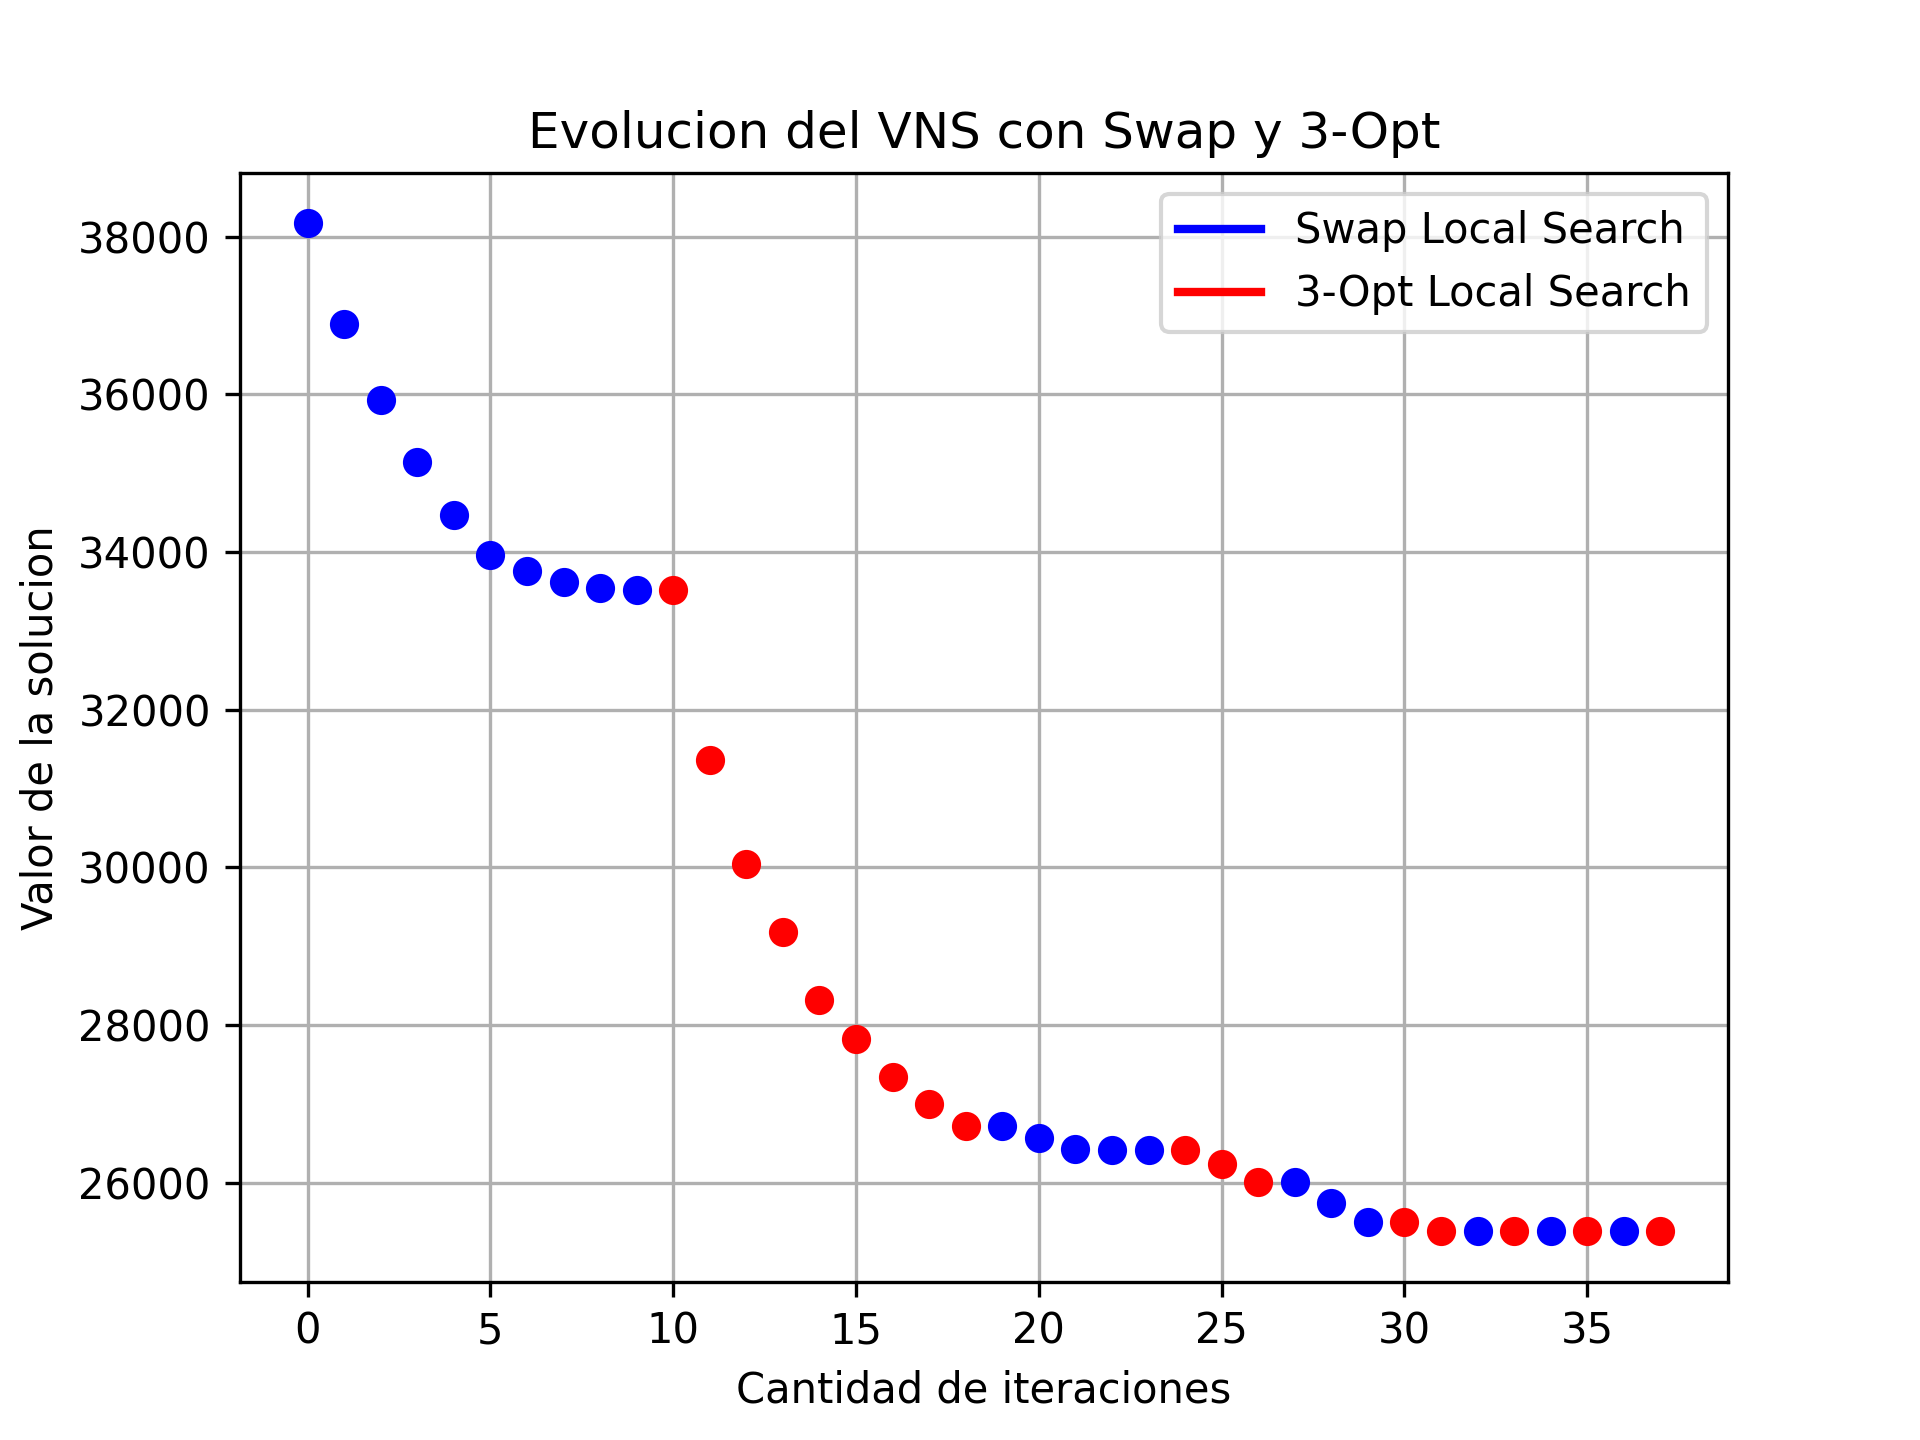 Evolucion del VNS con Swap y 3-Opt
Swap Local Search
3-Opt Local Search
Valor de la solucion
38000
36000
34000
32000
30000
28000
26000
0 5 10 15 20 25 30 35
Cantidad de iteraciones